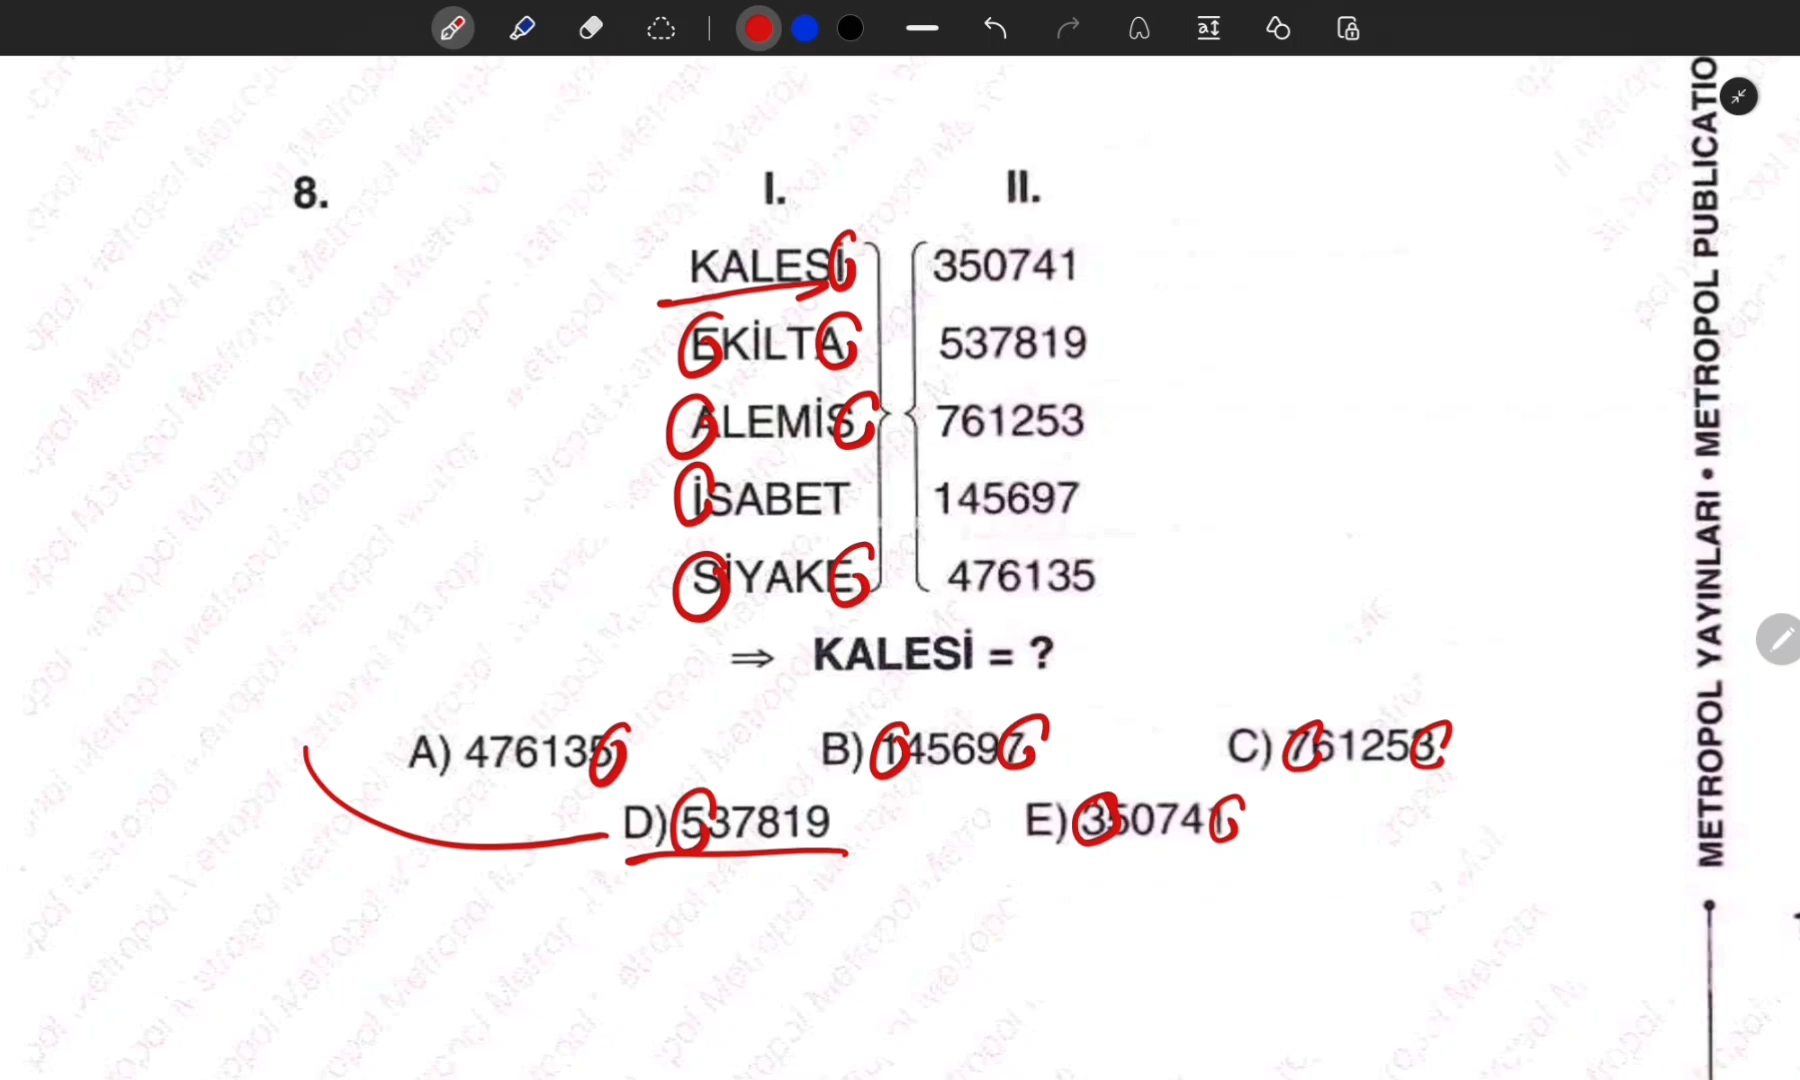 8. I. II.
KALESİ 350741
EKİLTA 537819
ALEMİS 761253
İSABET 145697
SİYAKE 476135
⇒ KALESİ = ?
A) 476135 B) 145697 C) 761253
D) 537819 E) 350741
METROPOL YAYINLARI • METROPOL PUBLICATIO